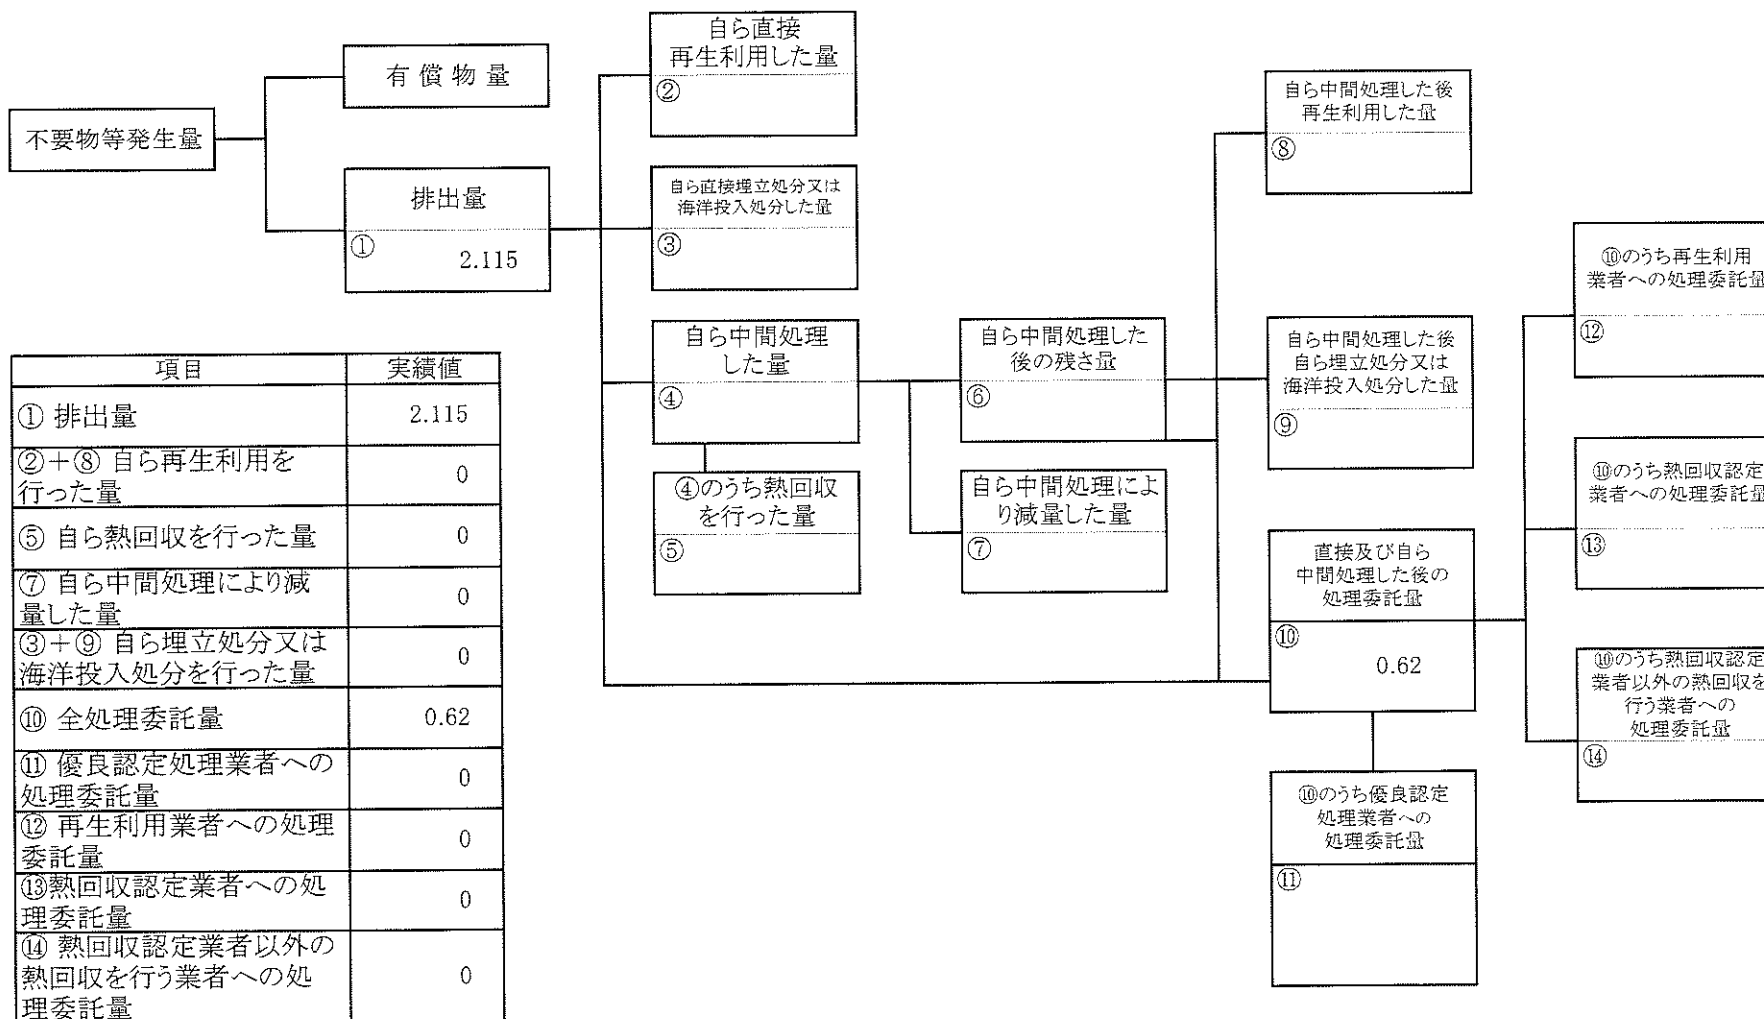 不要物等発生量
有 償 物 量
排出量
①
2.115
自ら直接
再生利用した量
②
自ら直接埋立処分又は
海洋投入処分した量
③
自ら中間処理
した量
④
④のうち熱回収
を行った量
⑤
自ら中間処理した
後の残さ量
⑥
自ら中間処理によ
り減量した量
⑦
自ら中間処理した後
再生利用した量
⑧
自ら中間処理した後
自ら埋立処分又は
海洋投入処分した量
⑨
直接及び自ら
中間処理した後の
処理委託量
⑩
0.62
⑩のうち優良認定
処理業者への
処理委託量
⑪
⑩のうち再生利用
業者への処理委託量
⑫
⑩のうち熱回収認定
業者への処理委託量
⑬
⑩のうち熱回収認定
業者以外の熱回収を
行う業者への
処理委託量
⑭
項目 実績値
① 排出量 2.115
②+⑧ 自ら再生利用を
行った量 0
⑤ 自ら熱回収を行った量 0
⑦ 自ら中間処理により減
量した量 0
③+⑨ 自ら埋立処分又は
海洋投入処分を行った量 0
⑩ 全処理委託量 0.62
⑪ 優良認定処理業者への
処理委託量 0
⑫ 再生利用業者への処理
委託量 0
⑬熱回収認定業者への処
理委託量 0
⑭ 熱回収認定業者以外の
熱回収を行う業者への処
理委託量 0